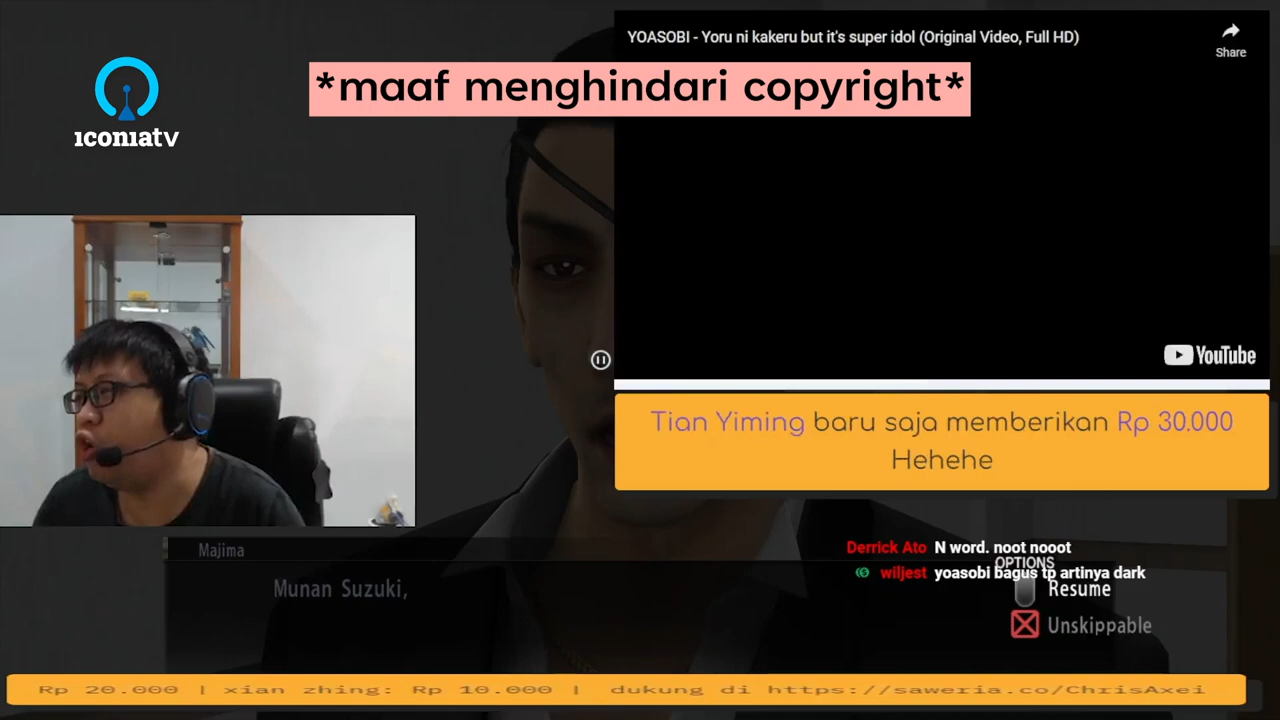 YOASOBI - Yoru ni kakeru but it's super idol (Original Video, Full HD)
Share
*maaf menghindari copyright*
ıconıatv
YouTube
Tian Yiming baru saja memberikan Rp 30.000
Hehehe
Majima
Munan Suzuki,
Derrick Ato N word. noot nooot
OPTIONS
wiljest yoasobi bagus tp artinya dark
Resume
Unskippable
Rp 20.000 | xian zhing: Rp 10.000 | dukung di https://saweria.co/ChrisAxei